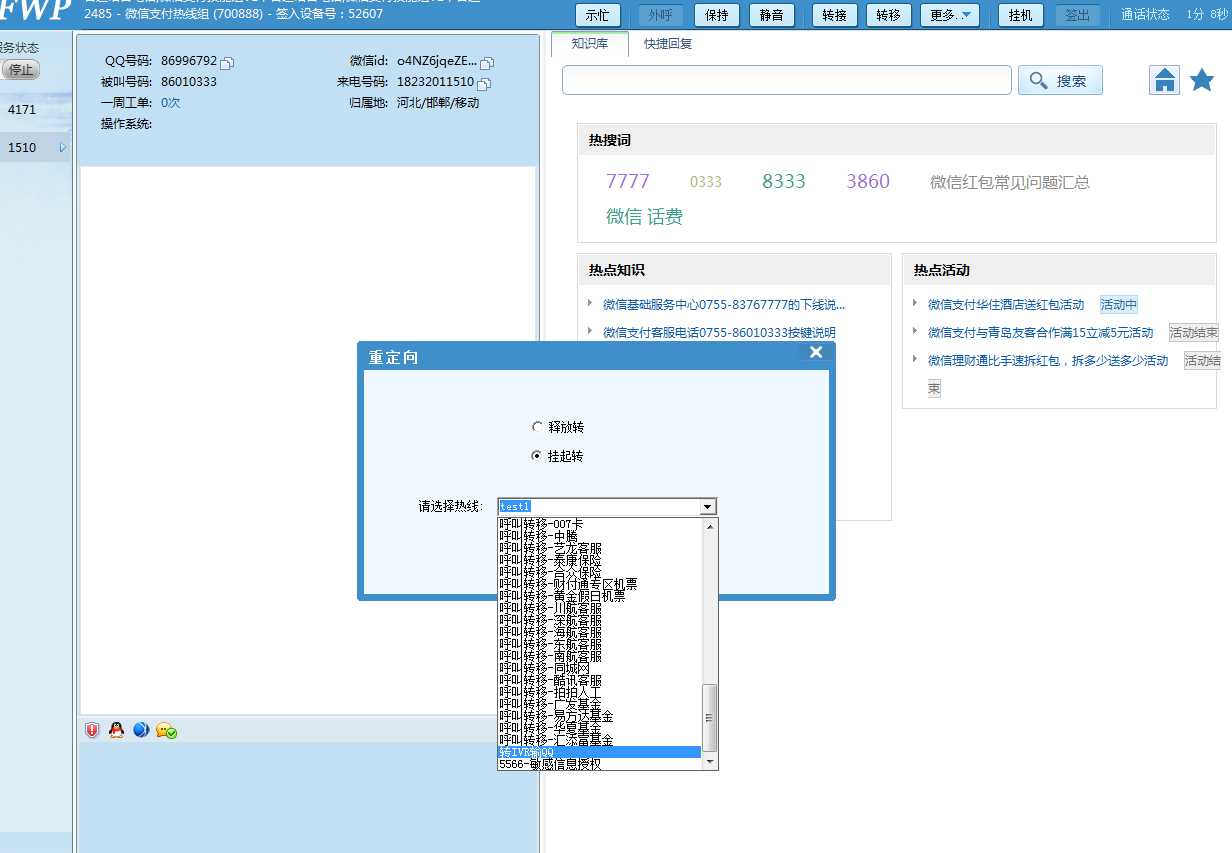 FWP
2485 - 微信支付热线组 (700888) - 签入设备号：52607
示忙 外呼 保持 静音 转接 转移 更多.. 挂机 签出 通话状态 1分 8秒
服务状态
停止
4171
1510
QQ号码: 86996792 微信id: o4NZ6jqeZE...
被叫号码: 86010333 来电号码: 18232011510
一周工单: 0次 归属地: 河北/邯郸/移动
操作系统:
知识库 快捷回复
搜索
热搜词
7777 0333 8333 3860 微信红包常见问题汇总
微信 话费
热点知识
微信基础服务中心0755-83767777的下线说...
微信支付客服电话0755-86010333按键说明
热点活动
微信支付华住酒店送红包活动 活动中
微信支付与青岛友客合作满15立减5元活动 活动结束
微信理财通比手速拆红包，拆多少送多少活动 活动结
束
重定向
释放转
挂起转
请选择热线: test1
呼叫转移-007卡
呼叫转移-中腾
呼叫转移-艺龙客服
呼叫转移-泰康保险
呼叫转移-合众保险
呼叫转移-财付通专区机票
呼叫转移-黄金假日机票
呼叫转移-川航客服
呼叫转移-深航客服
呼叫转移-海航客服
呼叫转移-东航客服
呼叫转移-南航客服
呼叫转移-同城网
呼叫转移-酷讯客服
呼叫转移-拍拍人工
呼叫转移-广发基金
呼叫转移-易方达基金
呼叫转移-华夏基金
呼叫转移-汇添富基金
转IVR输QQ
5566-敏感信息授权